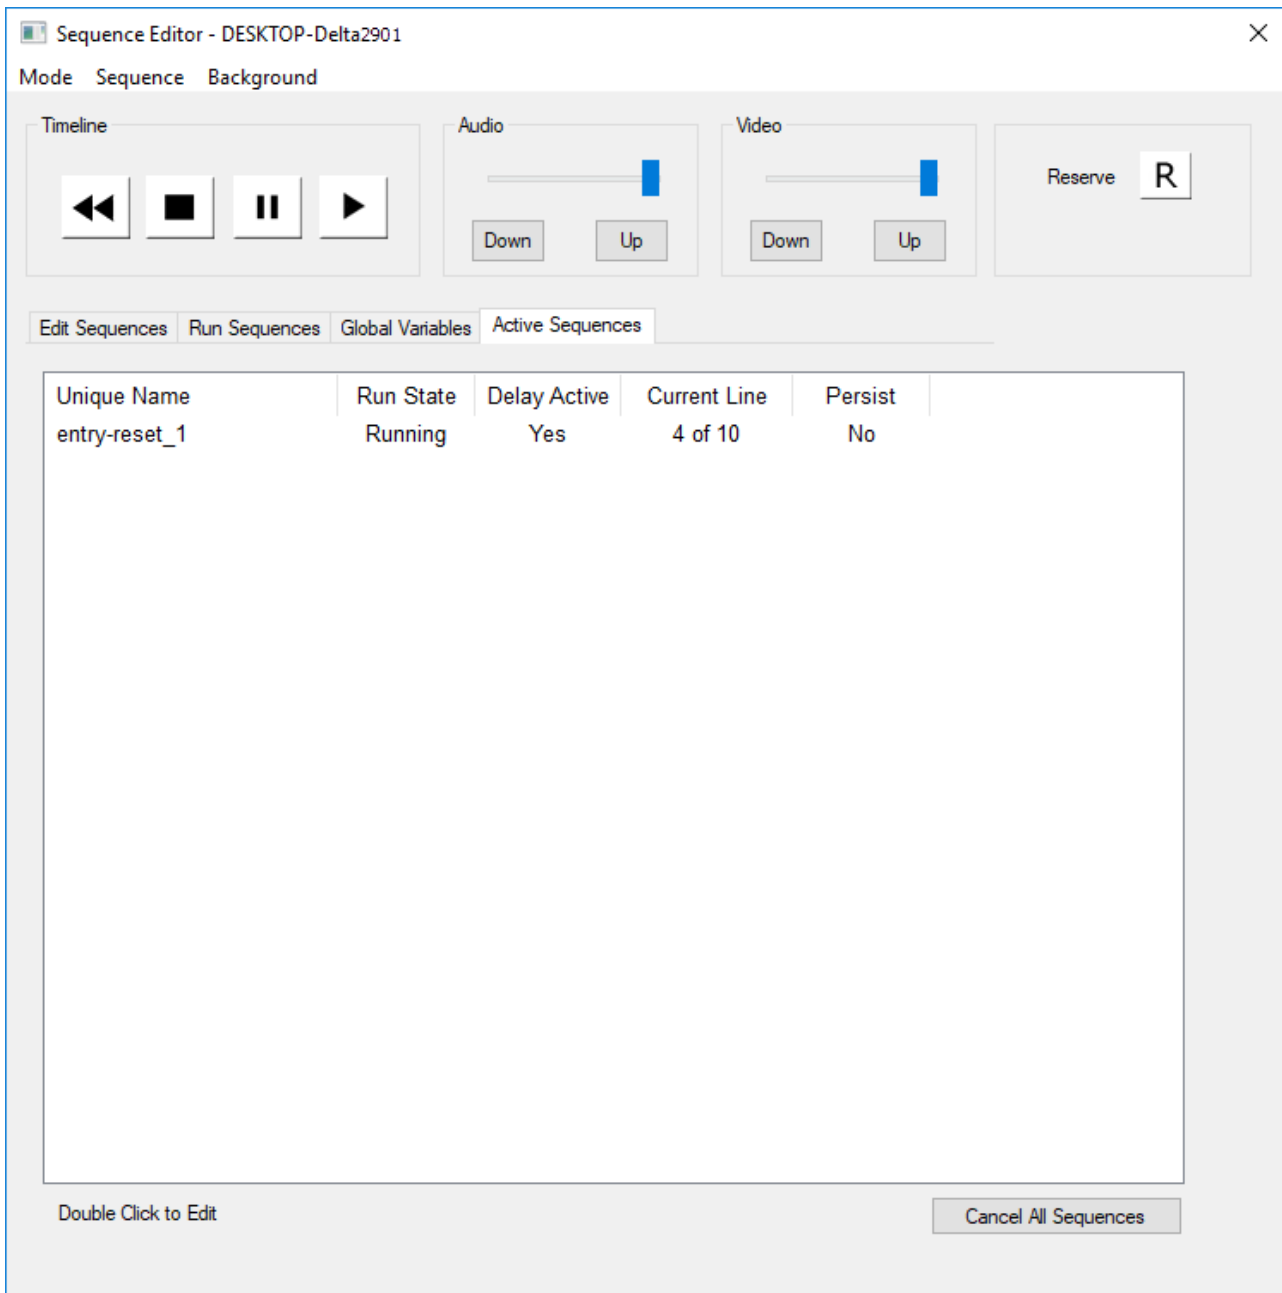 Sequence Editor - DESKTOP-Delta2901
Mode Sequence Background
Timeline
Audio
Down Up
Video
Down Up
Reserve R
Edit Sequences Run Sequences Global Variables Active Sequences
Unique Name Run State Delay Active Current Line Persist
entry-reset_1 Running Yes 4 of 10 No
Double Click to Edit
Cancel All Sequences